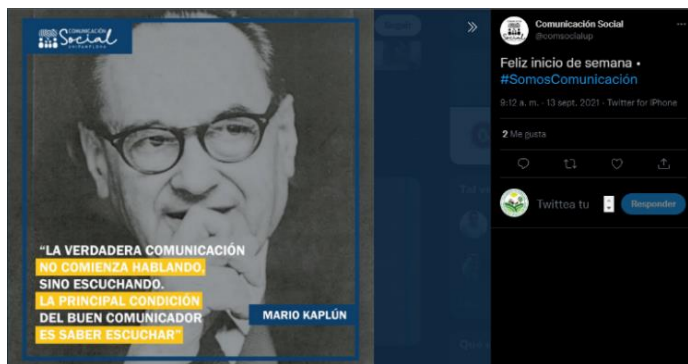 COMUNICACIÓN
Social
UNIPAMPLONA
“LA VERDADERA COMUNICACIÓN
NO COMIENZA HABLANDO,
SINO ESCUCHANDO.
LA PRINCIPAL CONDICIÓN
DEL BUEN COMUNICADOR
ES SABER ESCUCHAR”
MARIO KAPLÚN
Seguir
Comunicación Social
@comsocialup
Feliz inicio de semana •
#SomosComunicación
9:12 a. m. · 13 sept. 2021 · Twitter for iPhone
2 Me gusta
Twittea tu
Responder